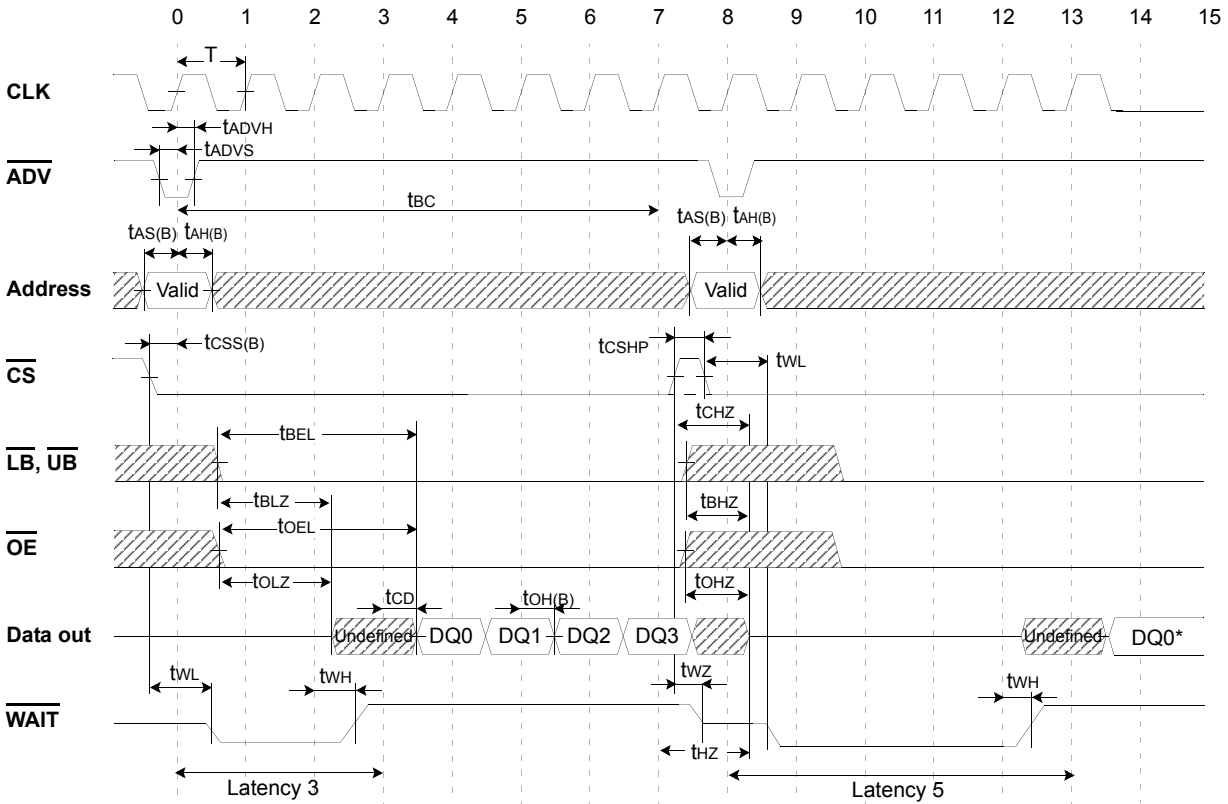 0 1 2 3 4 5 6 7 8 9 10 11 12 13 14 15
T
CLK
tADVH
tADVS
ADV
tBC
tAS(B) tAH(B) tAS(B) tAH(B)
Address Valid Valid
tCSS(B) tCSHP
CS tWL
tCHZ
tBEL
LB, UB
tBLZ tBHZ
tOEL
OE
tOLZ tOHZ
tCD tOH(B)
Data out Undefined DQ0 DQ1 DQ2 DQ3 Undefined DQ0*
tWL tWH tWZ tWH
WAIT
tHZ
Latency 3 Latency 5